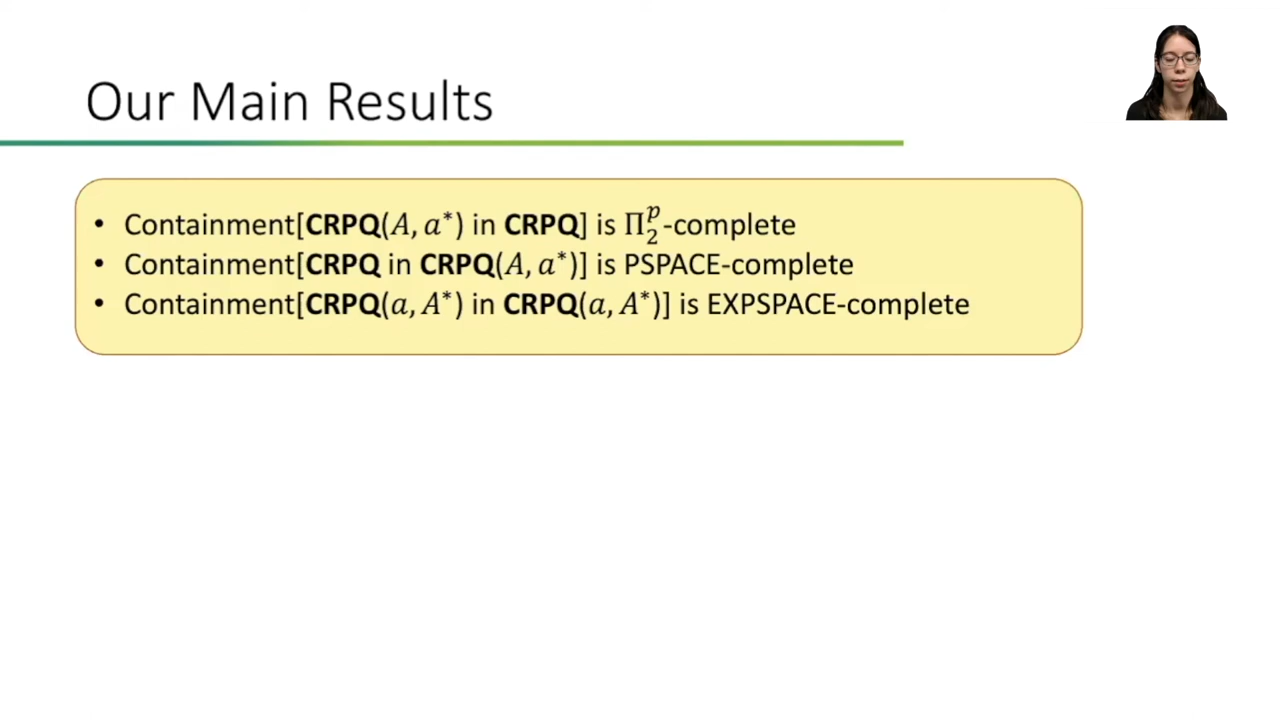 Our Main Results
• Containment[CRPQ(A, a*) in CRPQ] is Π₂ᵖ-complete
• Containment[CRPQ in CRPQ(A, a*)] is PSPACE-complete
• Containment[CRPQ(a, A*) in CRPQ(a, A*)] is EXPSPACE-complete